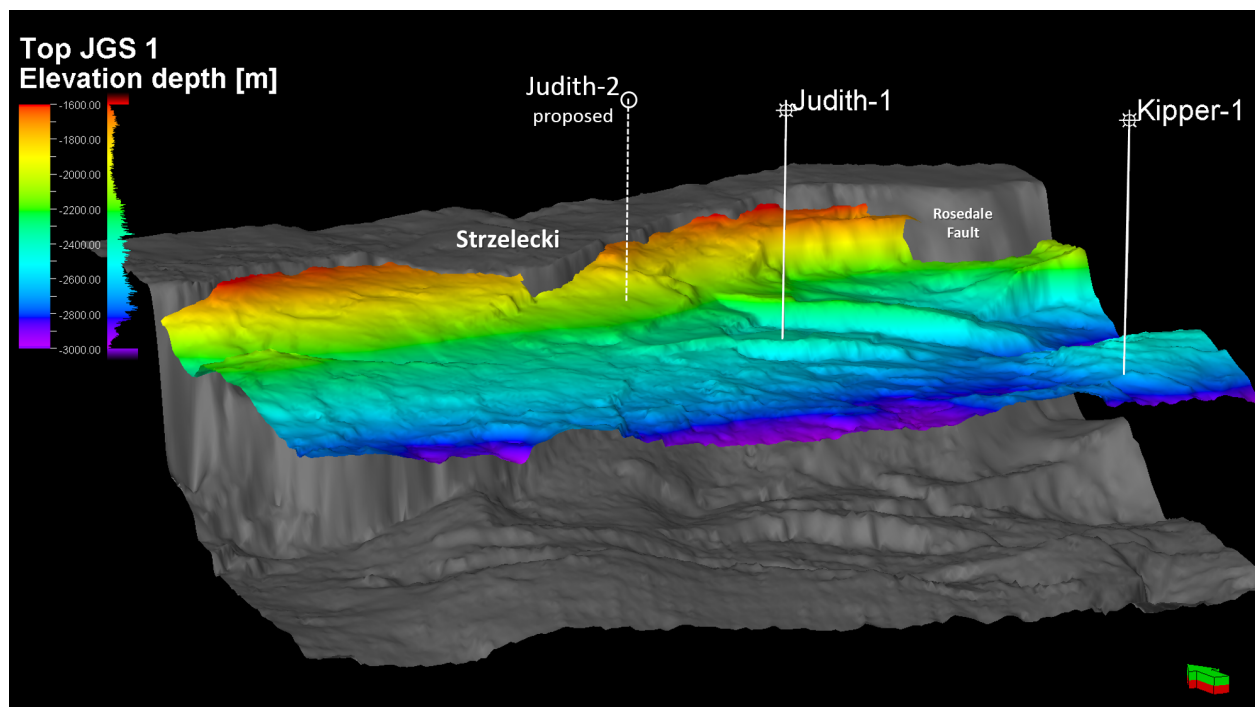 Top JGS 1
Elevation depth [m]
-1600.00
-1800.00
-2000.00
-2200.00
-2400.00
-2600.00
-2800.00
-3000.00
Judith-2
proposed
Judith-1
Kipper-1
Strzelecki
Rosedale
Fault